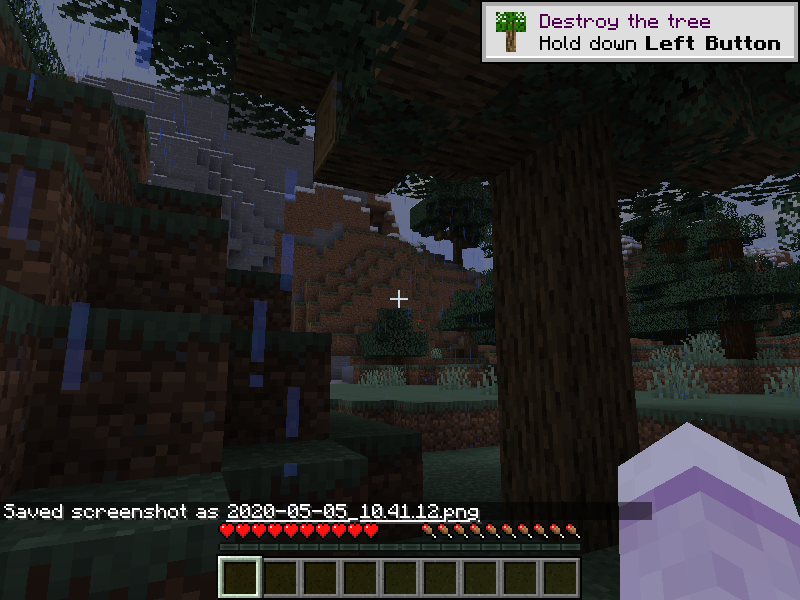 Destroy the tree
Hold down Left Button
Saved screenshot as 2020-05-05_10.41.12.png